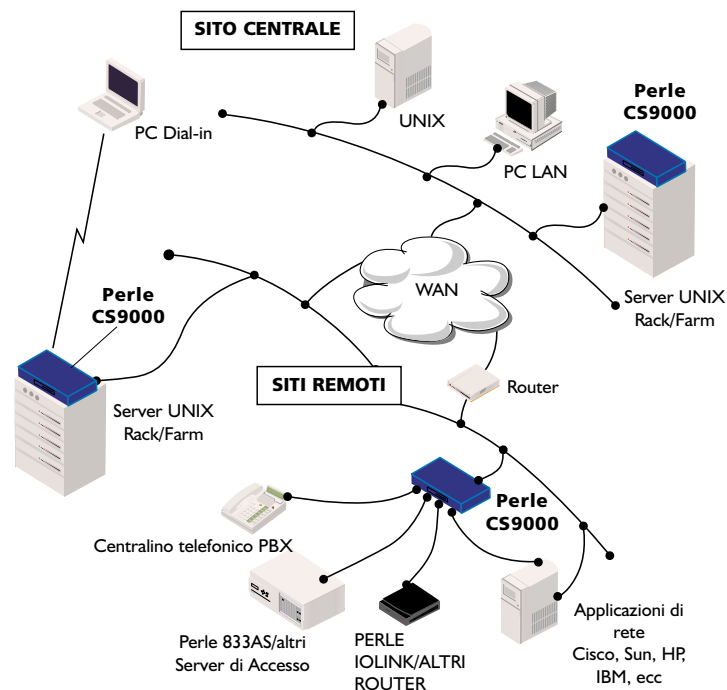 SITO CENTRALE
PC Dial-in
UNIX
PC LAN
Perle
CS9000
Server UNIX
Rack/Farm
WAN
Perle
CS9000
Server UNIX
Rack/Farm
SITI REMOTI
Router
Perle
CS9000
Centralino telefonico PBX
Perle 833AS/altri
Server di Accesso
PERLE
IOLINK/ALTRI
ROUTER
Applicazioni di
rete
Cisco, Sun, HP,
IBM, ecc